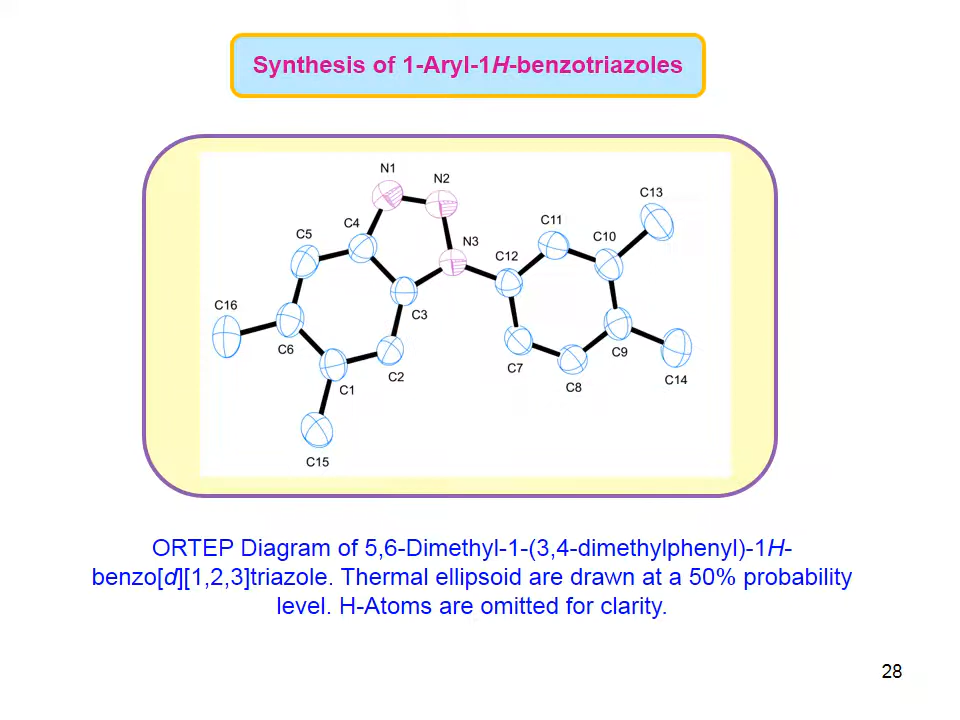 Synthesis of 1-Aryl-1H-benzotriazoles
N1
N2
C13
C5
C4
C11
C10
N3
C12
C16
C3
C6
C9
C2
C7
C1
C8
C14
C15
ORTEP Diagram of 5,6-Dimethyl-1-(3,4-dimethylphenyl)-1H-
benzo[d][1,2,3]triazole. Thermal ellipsoid are drawn at a 50% probability
level. H-Atoms are omitted for clarity.
28